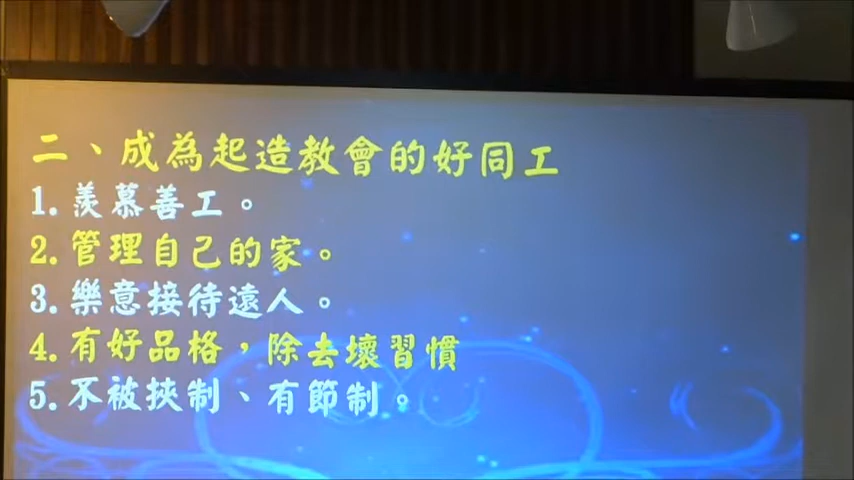 二、成為起造教會的好同工
1.羨慕善工。
2.管理自己的家。
3.樂意接待遠人。
4.有好品格，除去壞習慣
5.不被挾制、有節制。